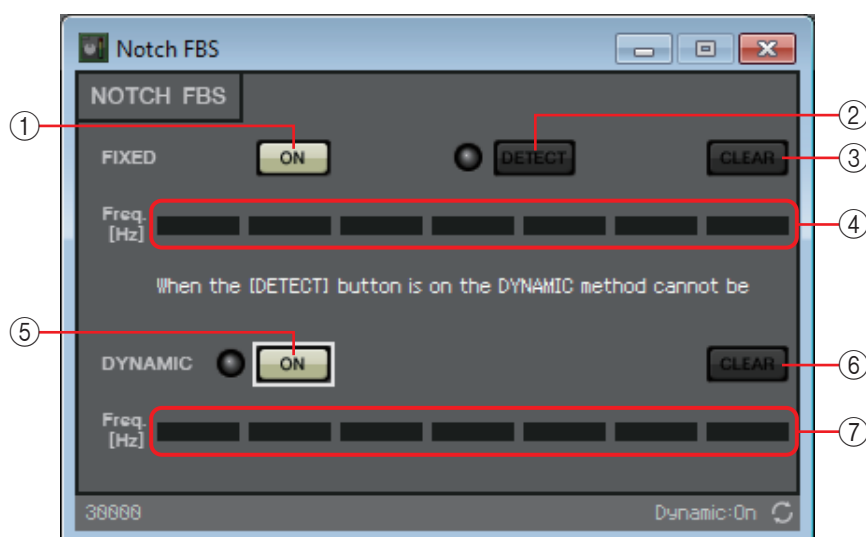 Notch FBS
NOTCH FBS
① ②
FIXED ON DETECT CLEAR ③
Freq.
[Hz] ④
When the [DETECT] button is on the DYNAMIC method cannot be
⑤
DYNAMIC ON CLEAR ⑥
Freq.
[Hz] ⑦
30000 Dynamic:On